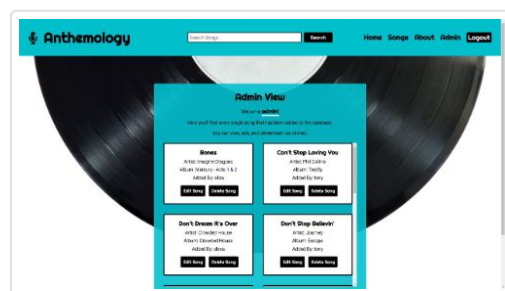 Anthemology
Search Songs
Search
Home Songs About Admin Logout
Admin View
Welcome admin!
Here you'll find every single song that has been added to the database.
You can view, edit, and delete them as wished.
Bones
Artist: Imagine Dragons
Album: Mercury - Acts 1 & 2
Added By: alisa
Edit Song Delete Song
Can't Stop Loving You
Artist: Phil Collins
Album: Testify
Added By: tony
Edit Song Delete Song
Don't Dream It's Over
Artist: Crowded House
Album: Crowded House
Added By:
Edit Song Delete Song
Don't Stop Believin'
Artist: Journey
Album: Escape
Added By: tony
Edit Song Delete Song